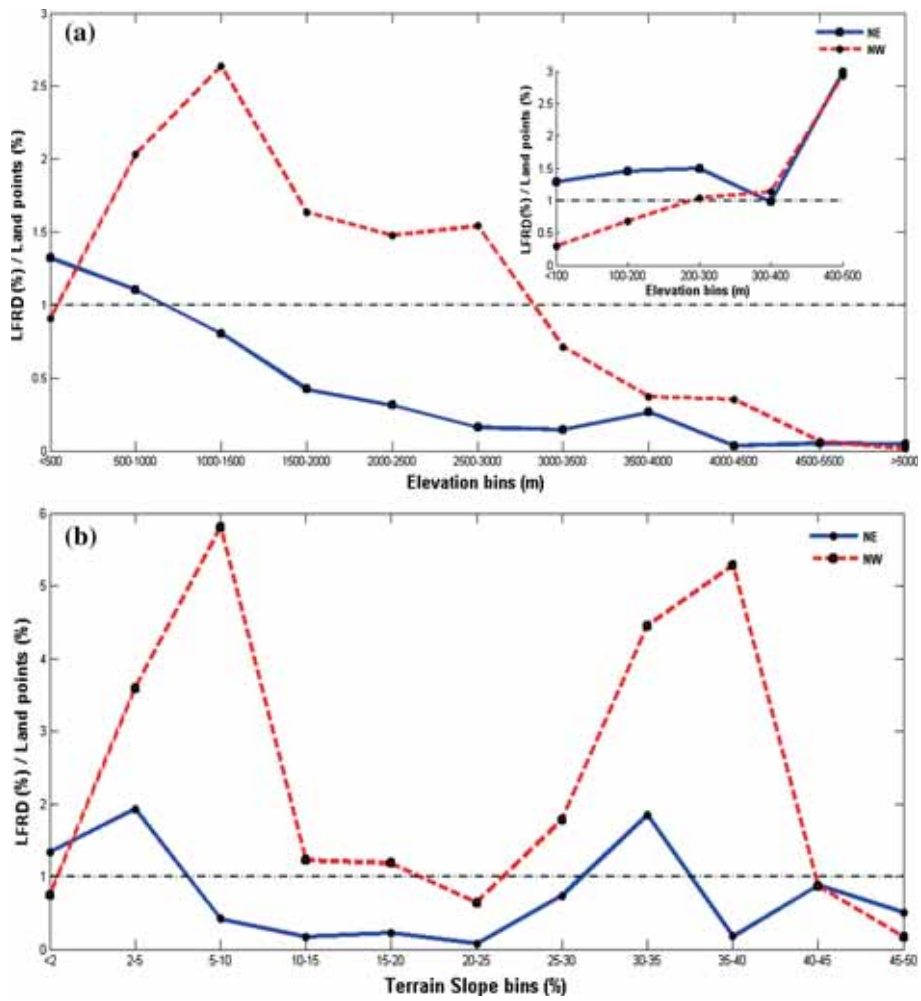 (a)
NE
NW
LFRD (%) / Land points (%)
3
2.5
2
1.5
1
0.5
0
<500 500-1000 1000-1500 1500-2000 2000-2500 2500-3000 3000-3500 3500-4000 4000-4500 4500-5500 >5000
Elevation bins (m)
LFRD(%) / Land points (%)
3
2.5
2
1.5
1
0.5
0
<100 100-200 200-300 300-400 400-500
Elevation bins (m)
(b)
NE
NW
LFRD (%) / Land points (%)
6
5
4
3
2
1
0
<2 2-5 5-10 10-15 15-20 20-25 25-30 30-35 35-40 40-45 45-50
Terrain Slope bins (%)